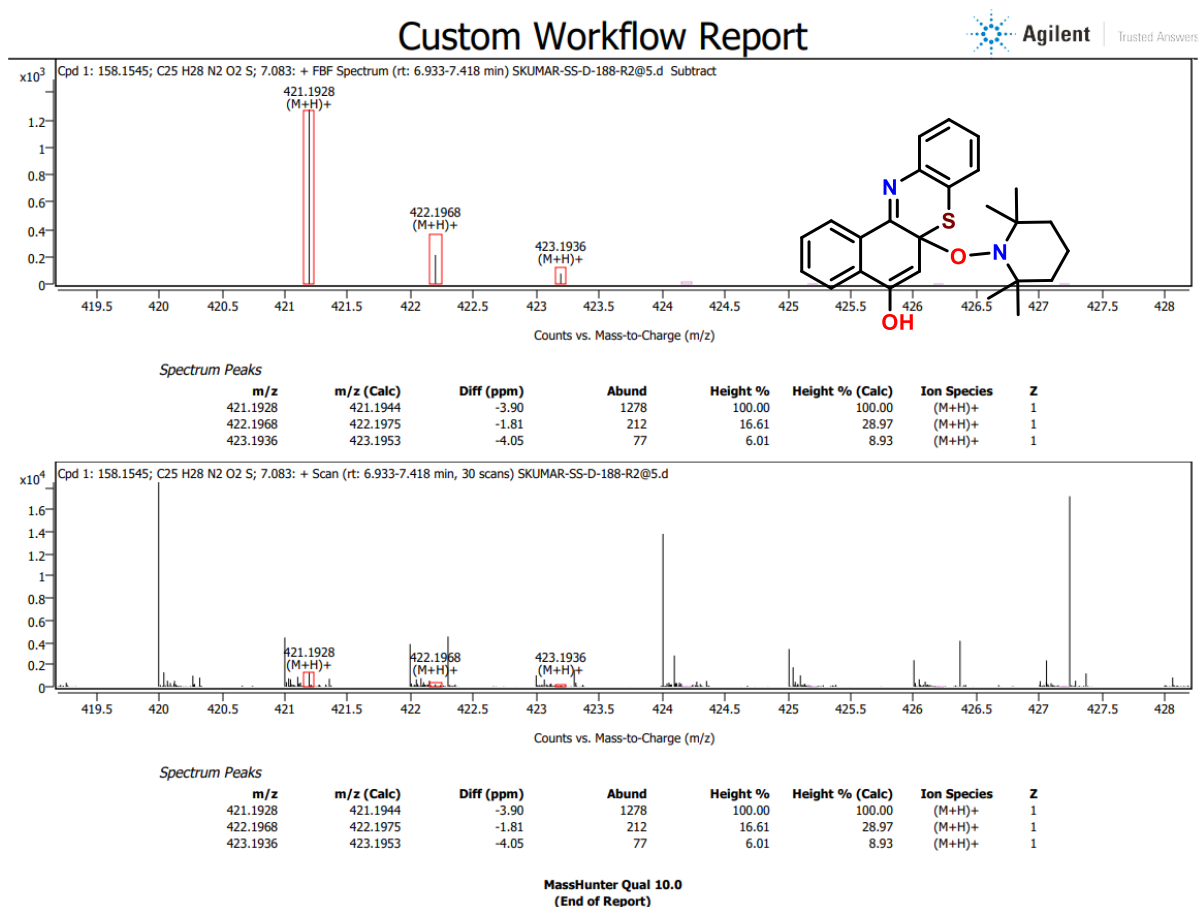 Custom Workflow Report
Agilent
Trusted Answers
x10³
Cpd 1: 158.1545; C25 H28 N2 O2 S; 7.083: + FBF Spectrum (rt: 6.933-7.418 min) SKUMAR-SS-D-188-R2@5.d Subtract
421.1928
(M+H)+
422.1968
(M+H)+
423.1936
(M+H)+
1.2
1
0.8
0.6
0.4
0.2
0
N
S
O
N
OH
419.5 420 420.5 421 421.5 422 422.5 423 423.5 424 424.5 425 425.5 426 426.5 427 427.5 428
Counts vs. Mass-to-Charge (m/z)
Spectrum Peaks
m/z m/z (Calc) Diff (ppm) Abund Height % Height % (Calc) Ion Species Z
421.1928 421.1944 -3.90 1278 100.00 100.00 (M+H)+ 1
422.1968 422.1975 -1.81 212 16.61 28.97 (M+H)+ 1
423.1936 423.1953 -4.05 77 6.01 8.93 (M+H)+ 1
x10⁴
Cpd 1: 158.1545; C25 H28 N2 O2 S; 7.083: + Scan (rt: 6.933-7.418 min, 30 scans) SKUMAR-SS-D-188-R2@5.d
1.6
1.4
1.2
1
0.8
0.6
0.4
0.2
0
421.1928
(M+H)+
422.1968
(M+H)+
423.1936
(M+H)+
419.5 420 420.5 421 421.5 422 422.5 423 423.5 424 424.5 425 425.5 426 426.5 427 427.5 428
Counts vs. Mass-to-Charge (m/z)
Spectrum Peaks
m/z m/z (Calc) Diff (ppm) Abund Height % Height % (Calc) Ion Species Z
421.1928 421.1944 -3.90 1278 100.00 100.00 (M+H)+ 1
422.1968 422.1975 -1.81 212 16.61 28.97 (M+H)+ 1
423.1936 423.1953 -4.05 77 6.01 8.93 (M+H)+ 1
MassHunter Qual 10.0
(End of Report)